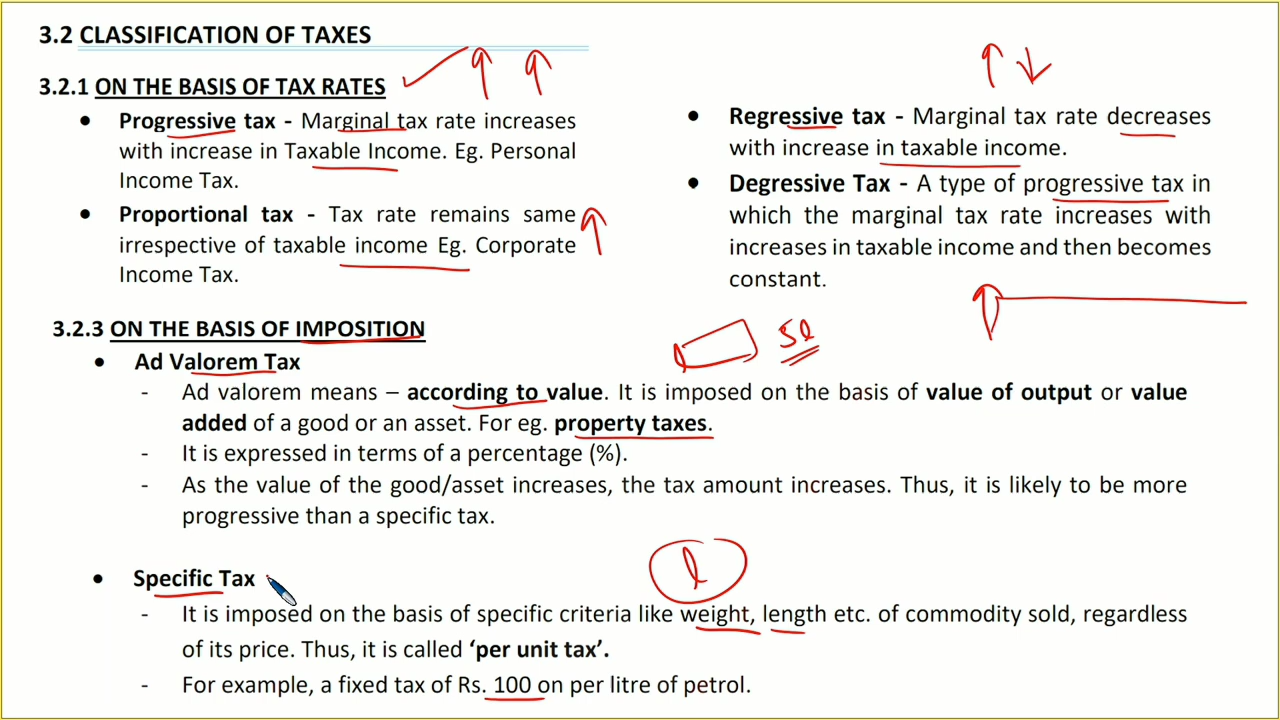 3.2 CLASSIFICATION OF TAXES
3.2.1 ON THE BASIS OF TAX RATES
• Progressive tax - Marginal tax rate increases
with increase in Taxable Income. Eg. Personal
Income Tax.
• Proportional tax - Tax rate remains same
irrespective of taxable income Eg. Corporate
Income Tax.
• Regressive tax - Marginal tax rate decreases
with increase in taxable income.
• Degressive Tax - A type of progressive tax in
which the marginal tax rate increases with
increases in taxable income and then becomes
constant.
3.2.3 ON THE BASIS OF IMPOSITION
• Ad Valorem Tax
- Ad valorem means – according to value. It is imposed on the basis of value of output or value
added of a good or an asset. For eg. property taxes.
- It is expressed in terms of a percentage (%).
- As the value of the good/asset increases, the tax amount increases. Thus, it is likely to be more
progressive than a specific tax.
• Specific Tax
- It is imposed on the basis of specific criteria like weight, length etc. of commodity sold, regardless
of its price. Thus, it is called ‘per unit tax’.
- For example, a fixed tax of Rs. 100 on per litre of petrol.